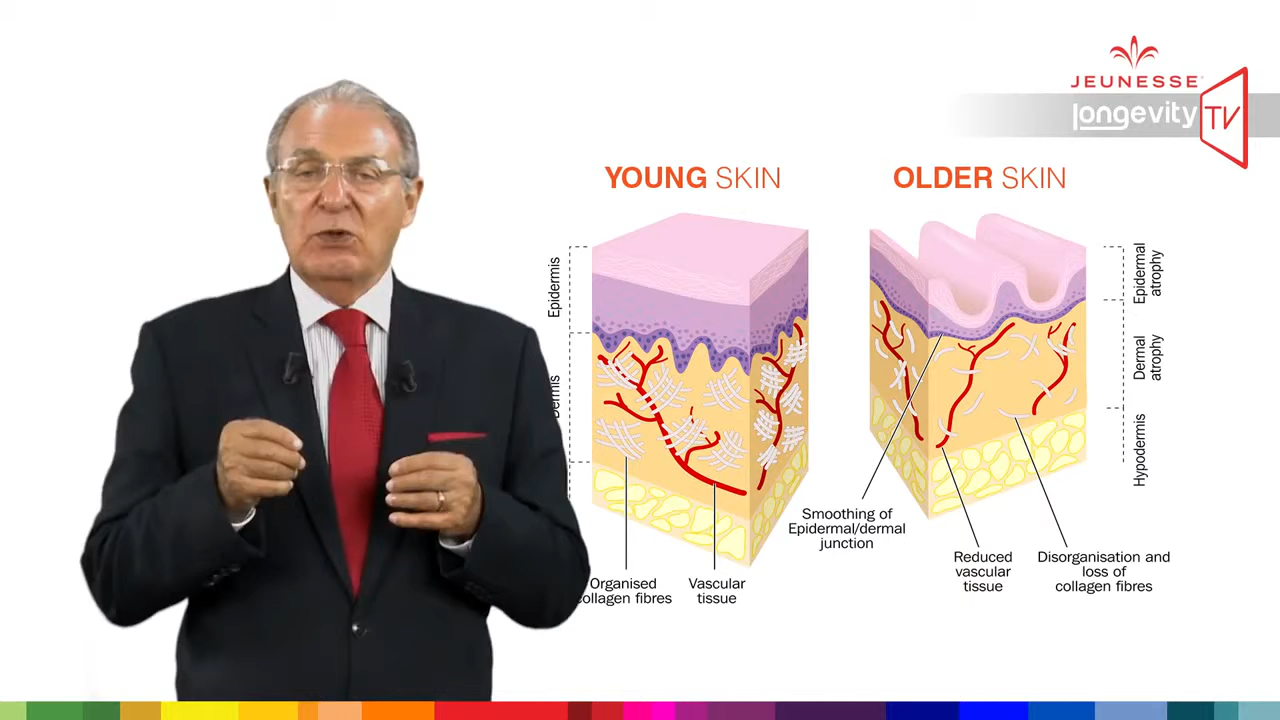 JEUNESSE
longevity TV
YOUNG SKIN
OLDER SKIN
Epidermis
Dermis
Organised
collagen fibres
Vascular
tissue
Smoothing of
Epidermal/dermal
junction
Reduced
vascular
tissue
Disorganisation and
loss of
collagen fibres
Epidermal
atrophy
Dermal
atrophy
Hypodermis